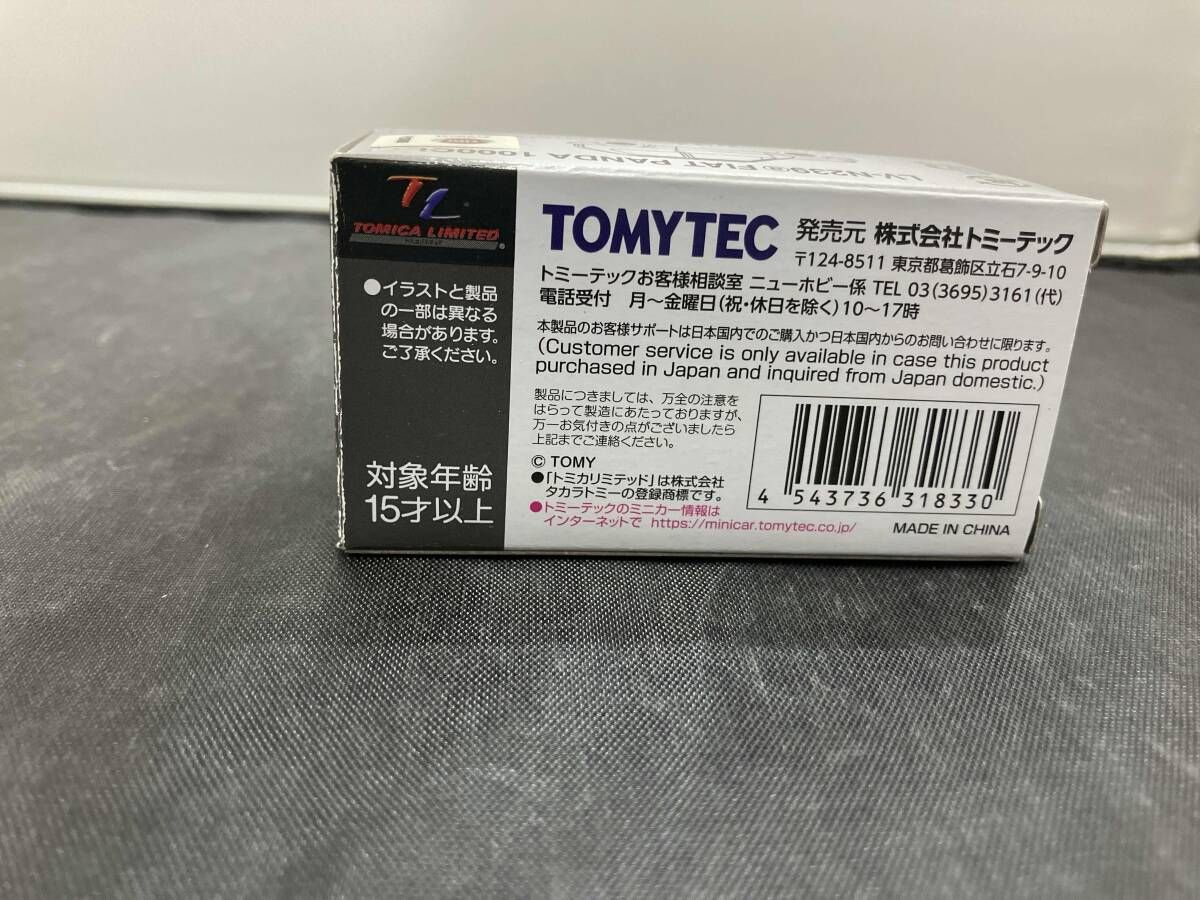 LV-N239(a) FIAT PANDA 1000Ci
TL
TOMICA LIMITED
●イラストと製品
の一部は異なる
場合があります。
ご了承ください。
対象年齢
15才以上
TOMYTEC 発売元 株式会社トミーテック
〒124-8511 東京都葛飾区立石7-9-10
トミーテックお客様相談室 ニューホビー係 TEL 03(3695)3161(代)
電話受付 月〜金曜日(祝・休日を除く)10〜17時
本製品のお客様サポートは日本国内でのご購入かつ日本国内からのお問い合わせに限ります。
(Customer service is only available in case this product
purchased in Japan and inquired from Japan domestic.)
製品につきましては、万全の注意を
はらって製造にあたっておりますが、
万一お気付きの点がございましたら
上記までご連絡ください。
© TOMY
●「トミカリミテッド」は株式会社
タカラトミーの登録商標です。
●トミーテックのミニカー情報は
インターネットで https://minicar.tomytec.co.jp/
4 543736 318330
MADE IN CHINA